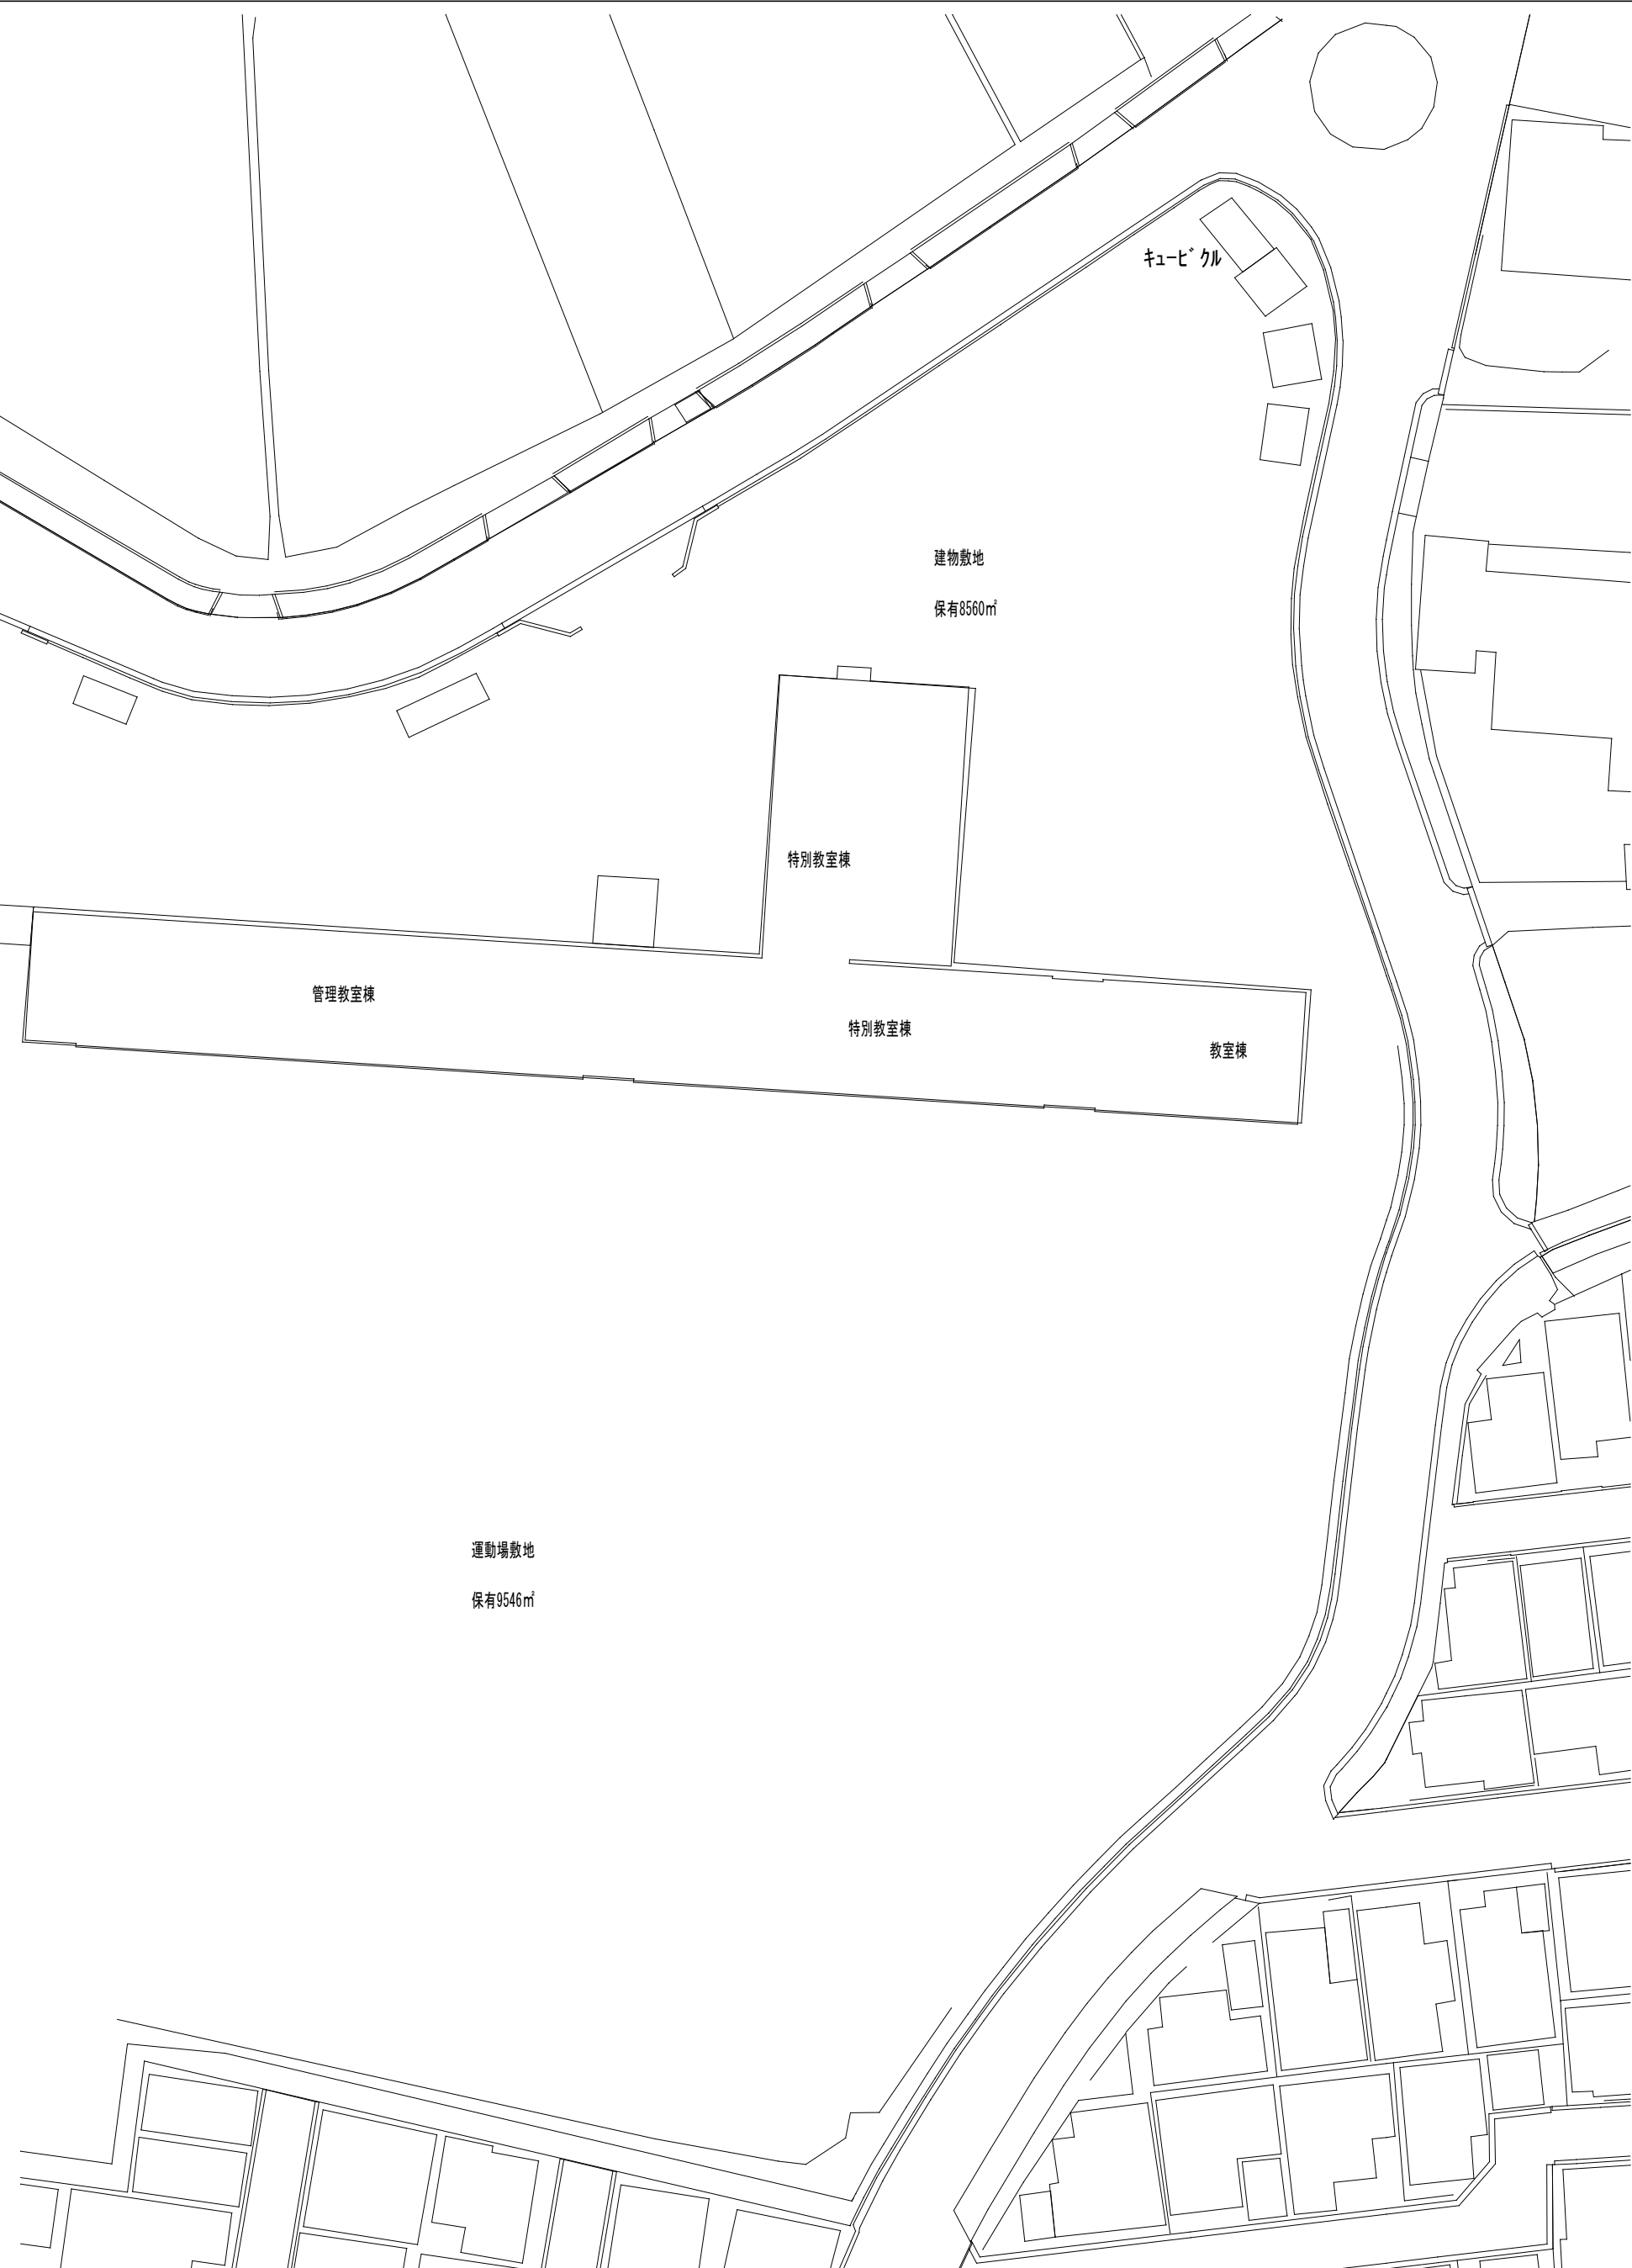 キュービクル
建物敷地
保有8560㎡
特別教室棟
管理教室棟
特別教室棟
教室棟
運動場敷地
保有9546㎡